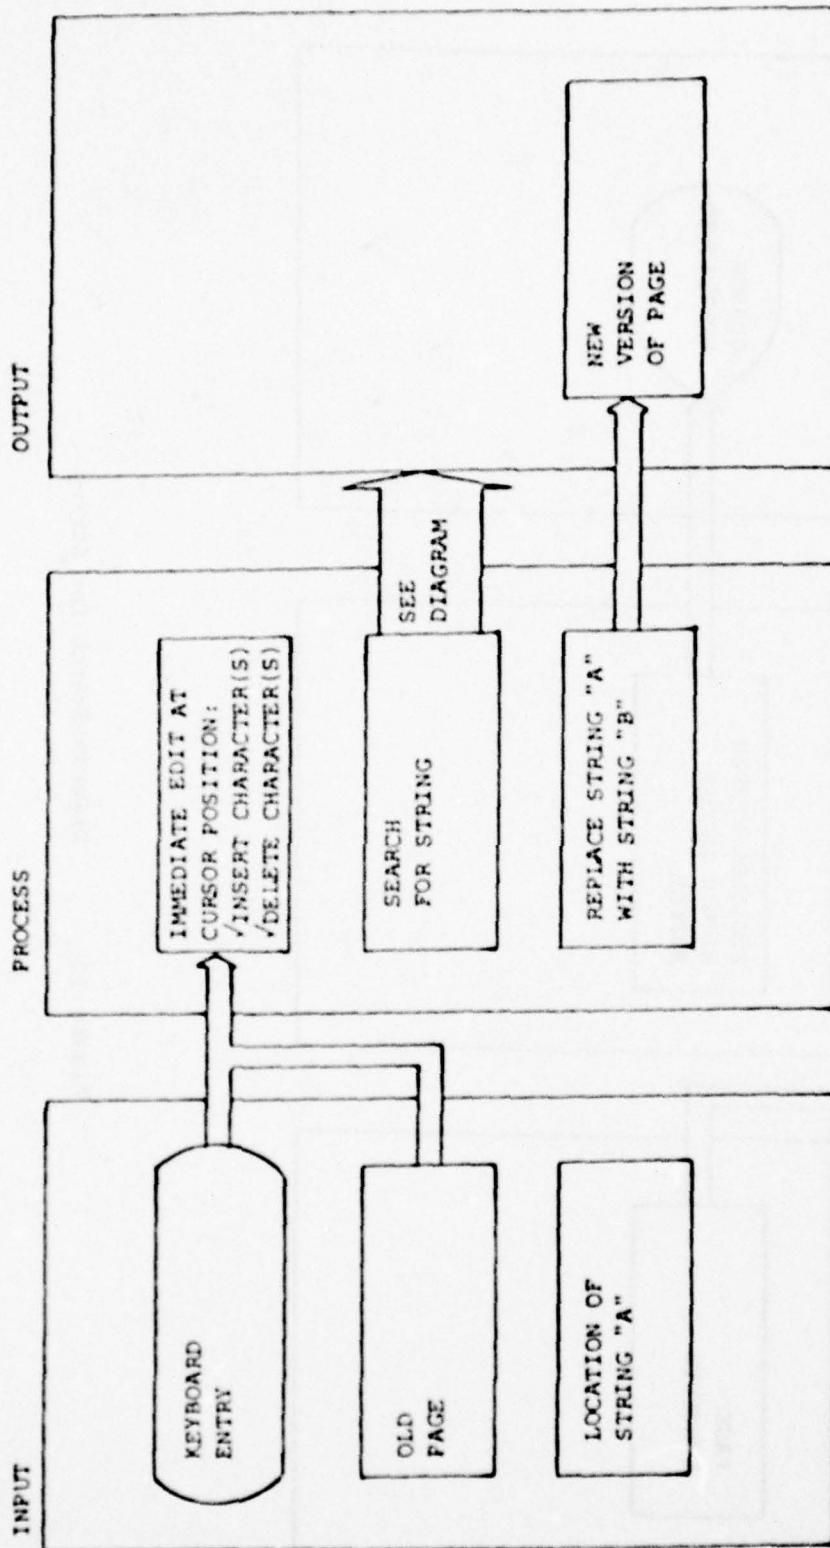 INPUT
KEYBOARD
ENTRY
OLD
PAGE
LOCATION OF
STRING "A"
PROCESS
IMMEDIATE EDIT AT
CURSOR POSITION:
√INSERT CHARACTER(S)
√DELETE CHARACTER(S)
SEARCH
FOR STRING
(SEE
DIAGRAM
REPLACE STRING "A"
WITH STRING "B"
OUTPUT
NEW
VERSION
OF PAGE